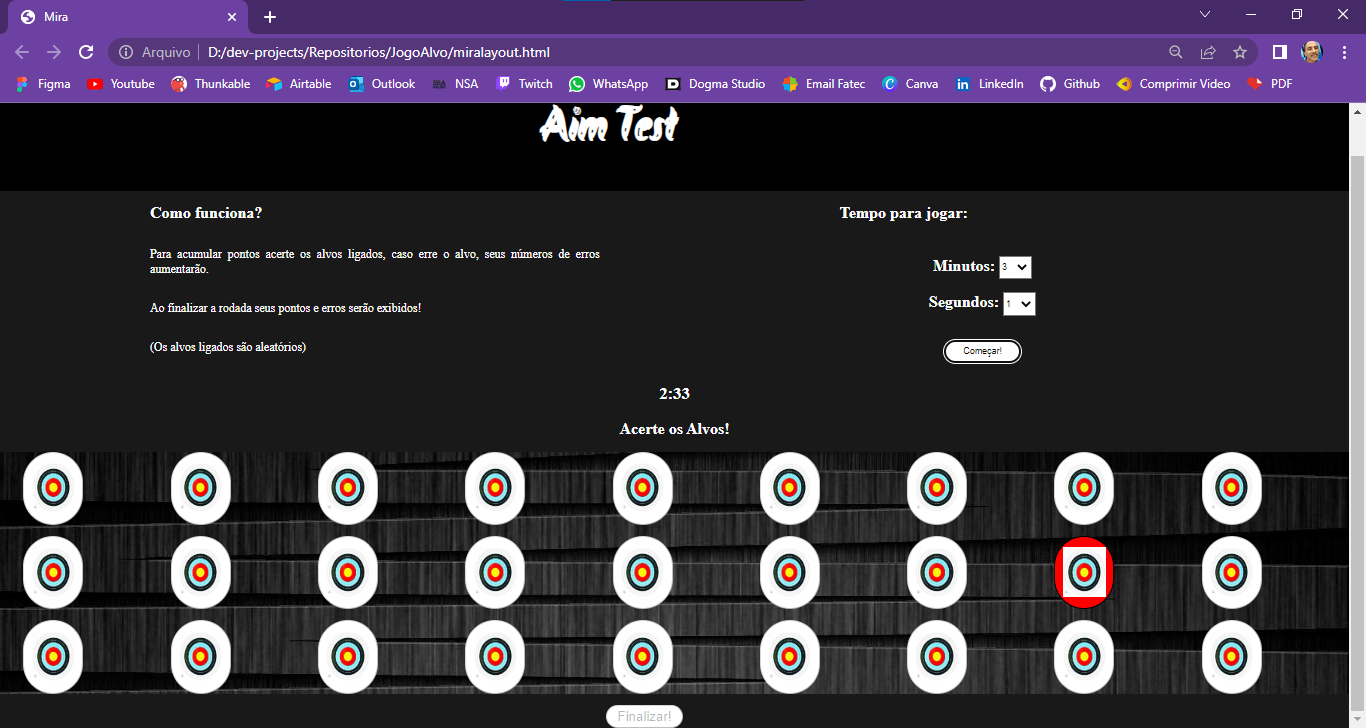 Mira
Arquivo D:/dev-projects/Repositorios/JogoAlvo/miralayout.html
Figma Youtube Thunkable Airtable Outlook NSA Twitch WhatsApp Dogma Studio Email Fatec Canva LinkedIn Github Comprimir Video PDF
Aim Test
Como funciona?
Para acumular pontos acerte os alvos ligados, caso erre o alvo, seus números de erros
aumentarão.
Ao finalizar a rodada seus pontos e erros serão exibidos!
(Os alvos ligados são aleatórios)
Tempo para jogar:
Minutos: 3
Segundos: 1
Começar!
2:33
Acerte os Alvos!
Finalizar!